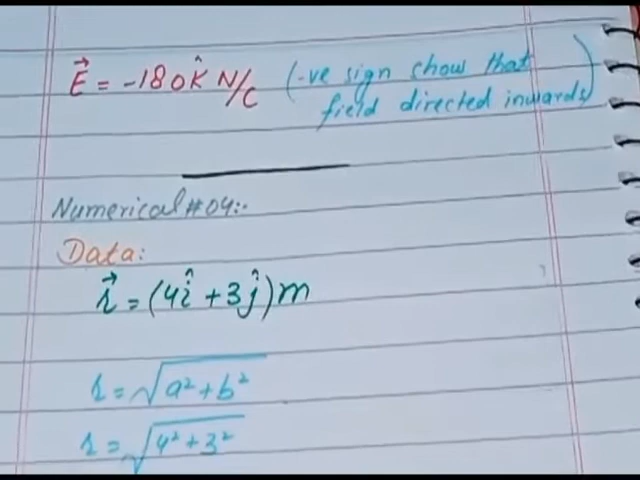 E⃗ = -180k̂ N/C (-ve sign show that
field directed inwards)
Numerical#04:-
Data:
r⃗ = (4î + 3ĵ)m
r = √a² + b²
r = √4² + 3²